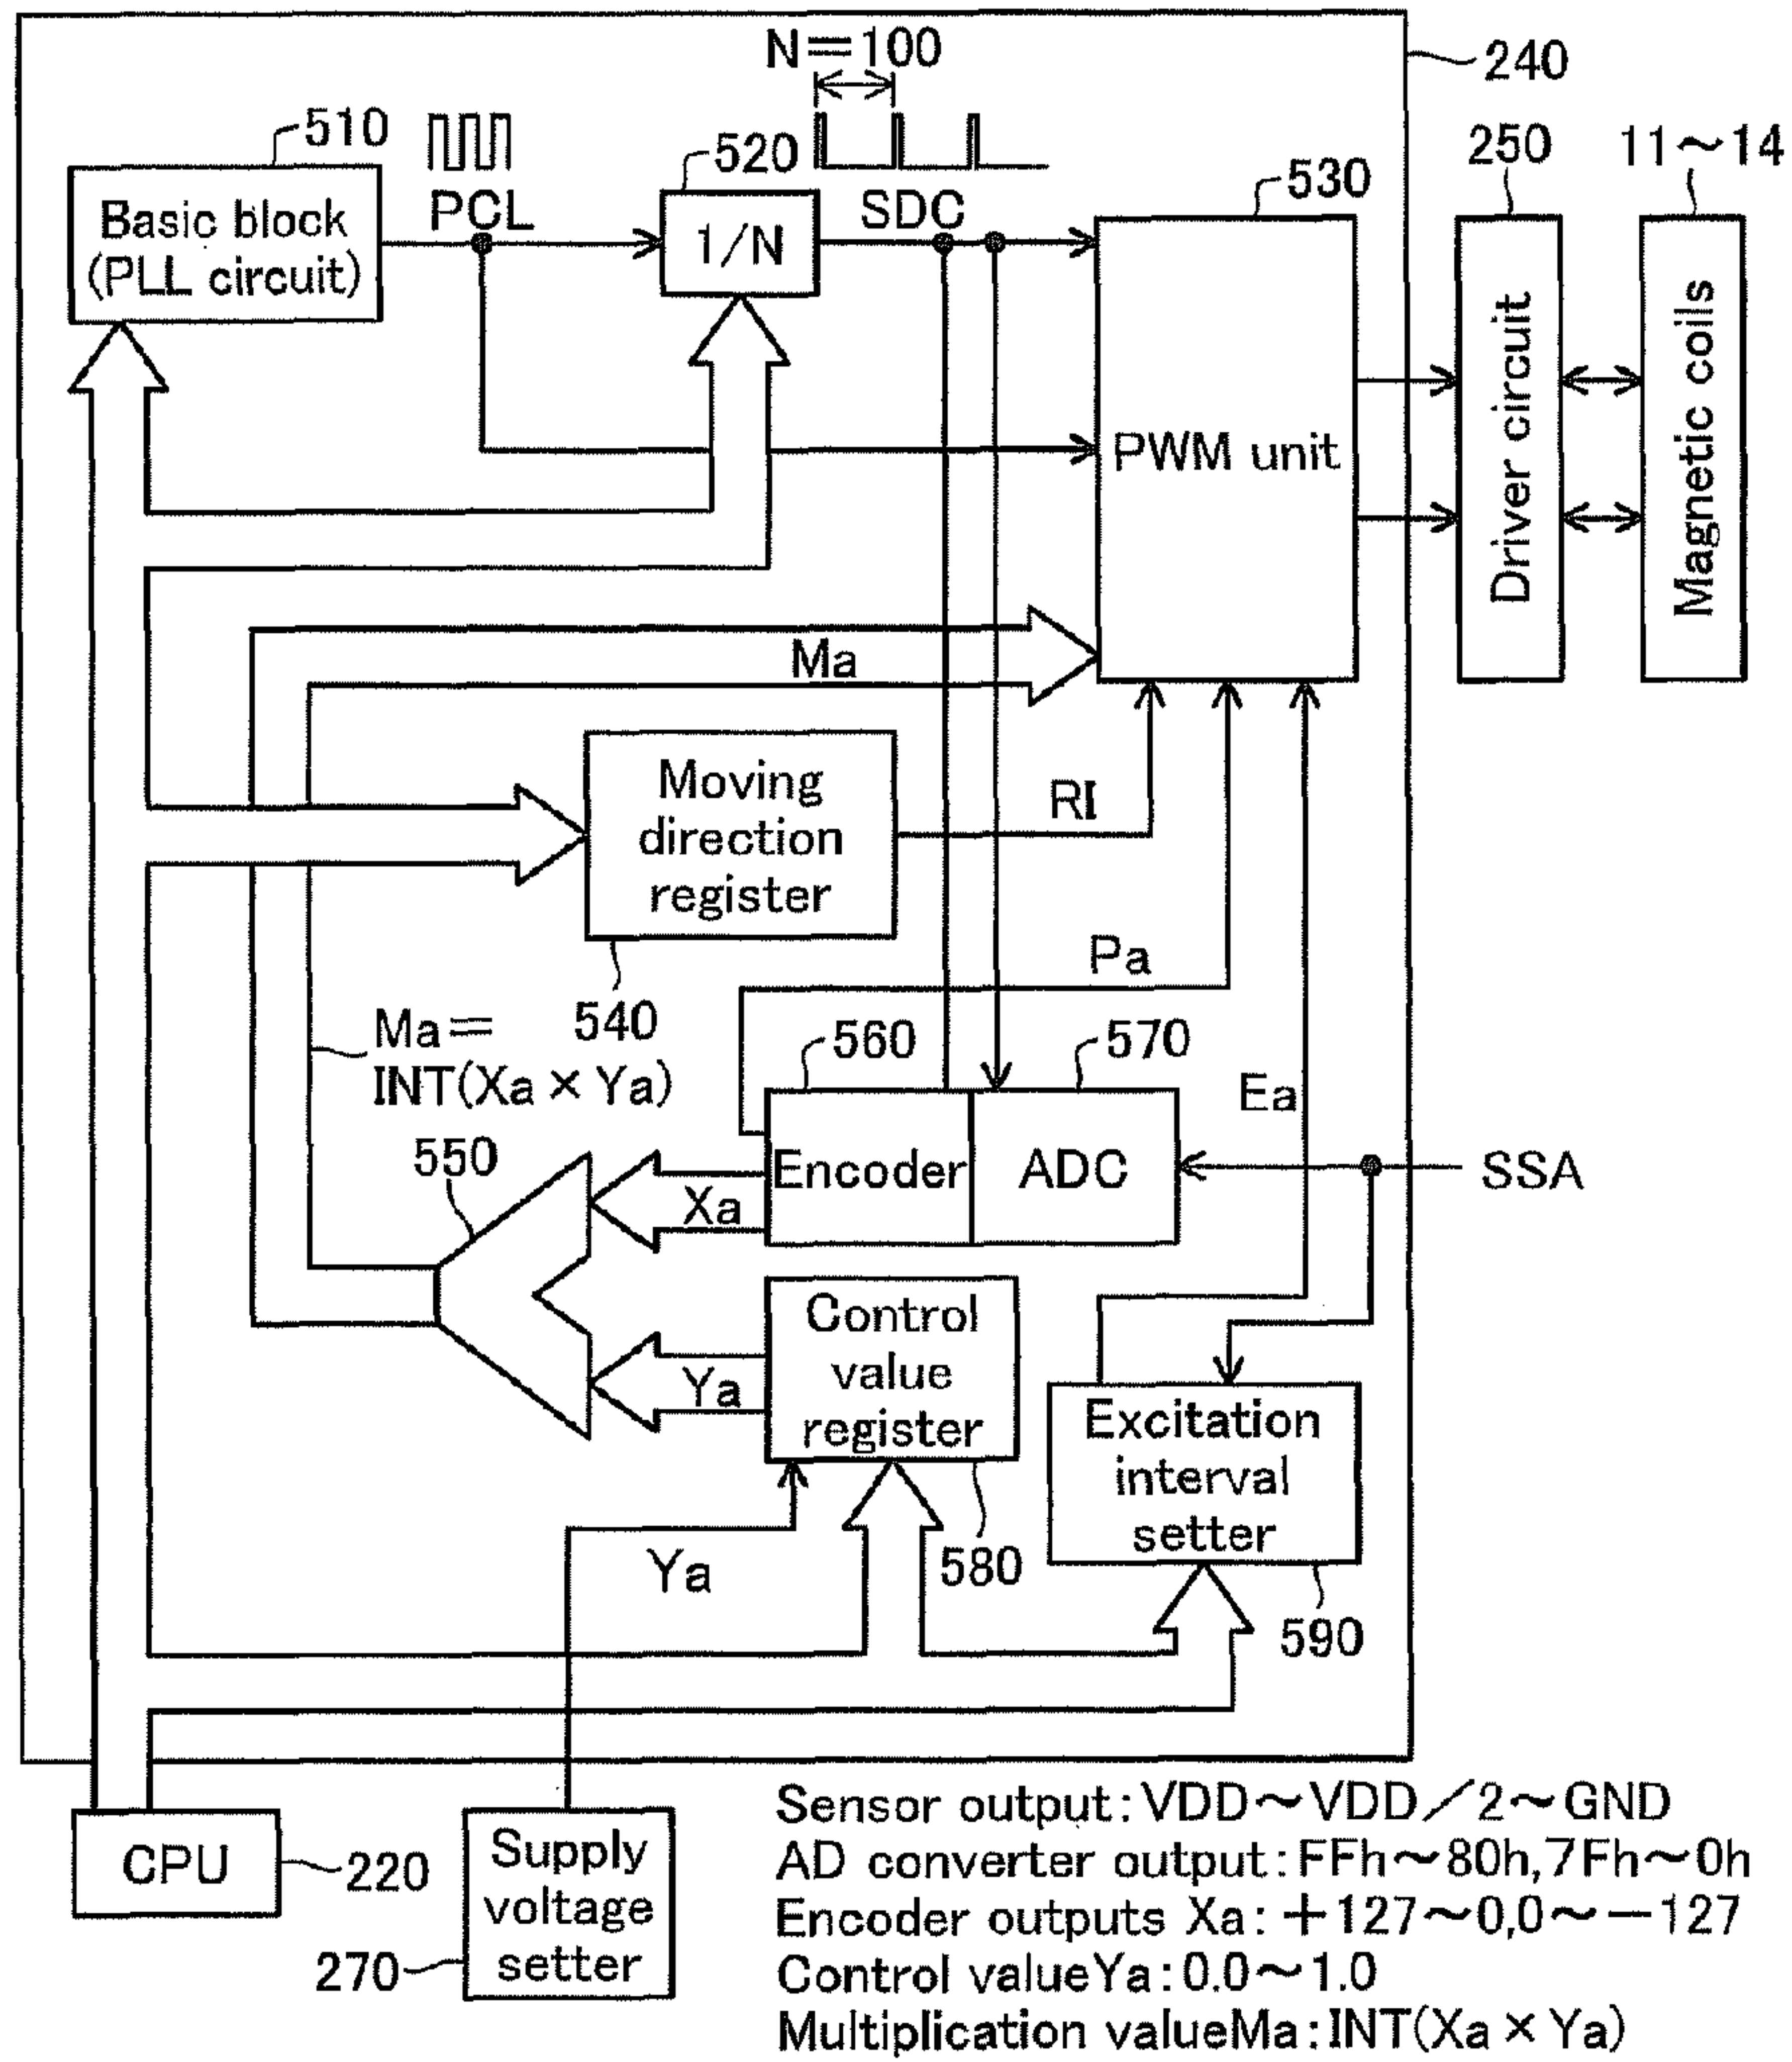 N=100
240
510
520
250
11~14
530
PCL
SDC
Basic block
(PLL circuit)
1/N
PWM unit
Driver circuit
Magnetic coils
Ma
Moving
direction
register
RI
Pa
540
Ma=
INT(Xa × Ya)
560
570
Ea
550
Encoder
ADC
SSA
Xa
Control
value
register
Ya
Excitation
interval
setter
Ya
580
590
CPU
220
Supply
voltage
setter
270
Sensor output:VDD~VDD/2~GND
AD converter output:FFh~80h,7Fh~0h
Encoder outputs Xa:+127~0,0~-127
Control valueYa:0.0~1.0
Multiplication valueMa:INT(Xa × Ya)